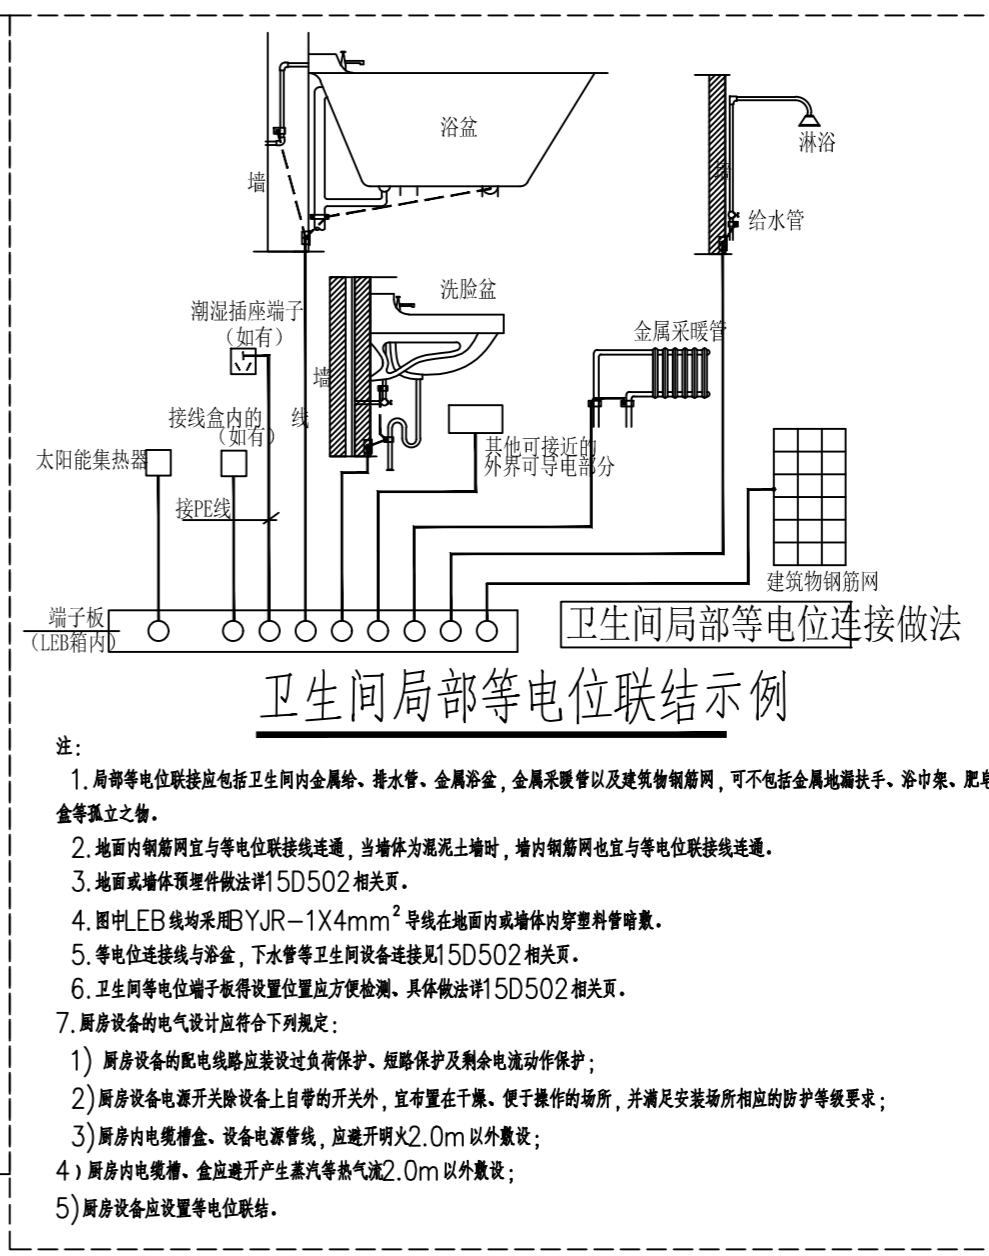 浴盆
淋浴
墙
墙
给水管
洗脸盆
潮湿插座端子
（如有）
金属采暖管
墙
接线盒内的 线
（如有）
太阳能集热器
其他可接近的
外界可导电部分
接PE线
建筑物钢筋网
端子板
（LEB箱内）
卫生间局部等电位连接做法
卫生间局部等电位联结示例
注:
1. 局部等电位联接应包括卫生间内金属给、排水管、金属浴盆, 金属采暖管以及建筑物钢筋网, 可不包括金属地漏扶手、浴巾架、肥皂
盒等孤立之物。
2. 地面内钢筋网宜与等电位联接线连通, 当墙体为混泥土墙时, 墙内钢筋网也宜与等电位联接线连通。
3. 地面或墙体预埋件做法详15D502相关页。
4. 图中LEB线均采用BYJR-1X4mm²导线在地面内或墙体内穿塑料管暗敷。
5. 等电位连接线与浴盆, 下水管等卫生间设备连接见15D502相关页。
6. 卫生间等电位端子板得设置位置应方便检测、具体做法详15D502相关页。
7. 厨房设备的电气设计应符合下列规定:
1) 厨房设备的配电线路应装设过负荷保护、短路保护及剩余电流动作保护;
2)厨房设备电源开关除设备上自带的开关外, 宜布置在干燥、便于操作的场所, 并满足安装场所相应的防护等级要求;
3)厨房内电缆槽盒、设备电源管线, 应避开明火2.0m以外敷设;
4) 厨房内电缆槽、盒应避开产生蒸汽等热气流2.0m以外敷设;
5)厨房设备应设置等电位联结。